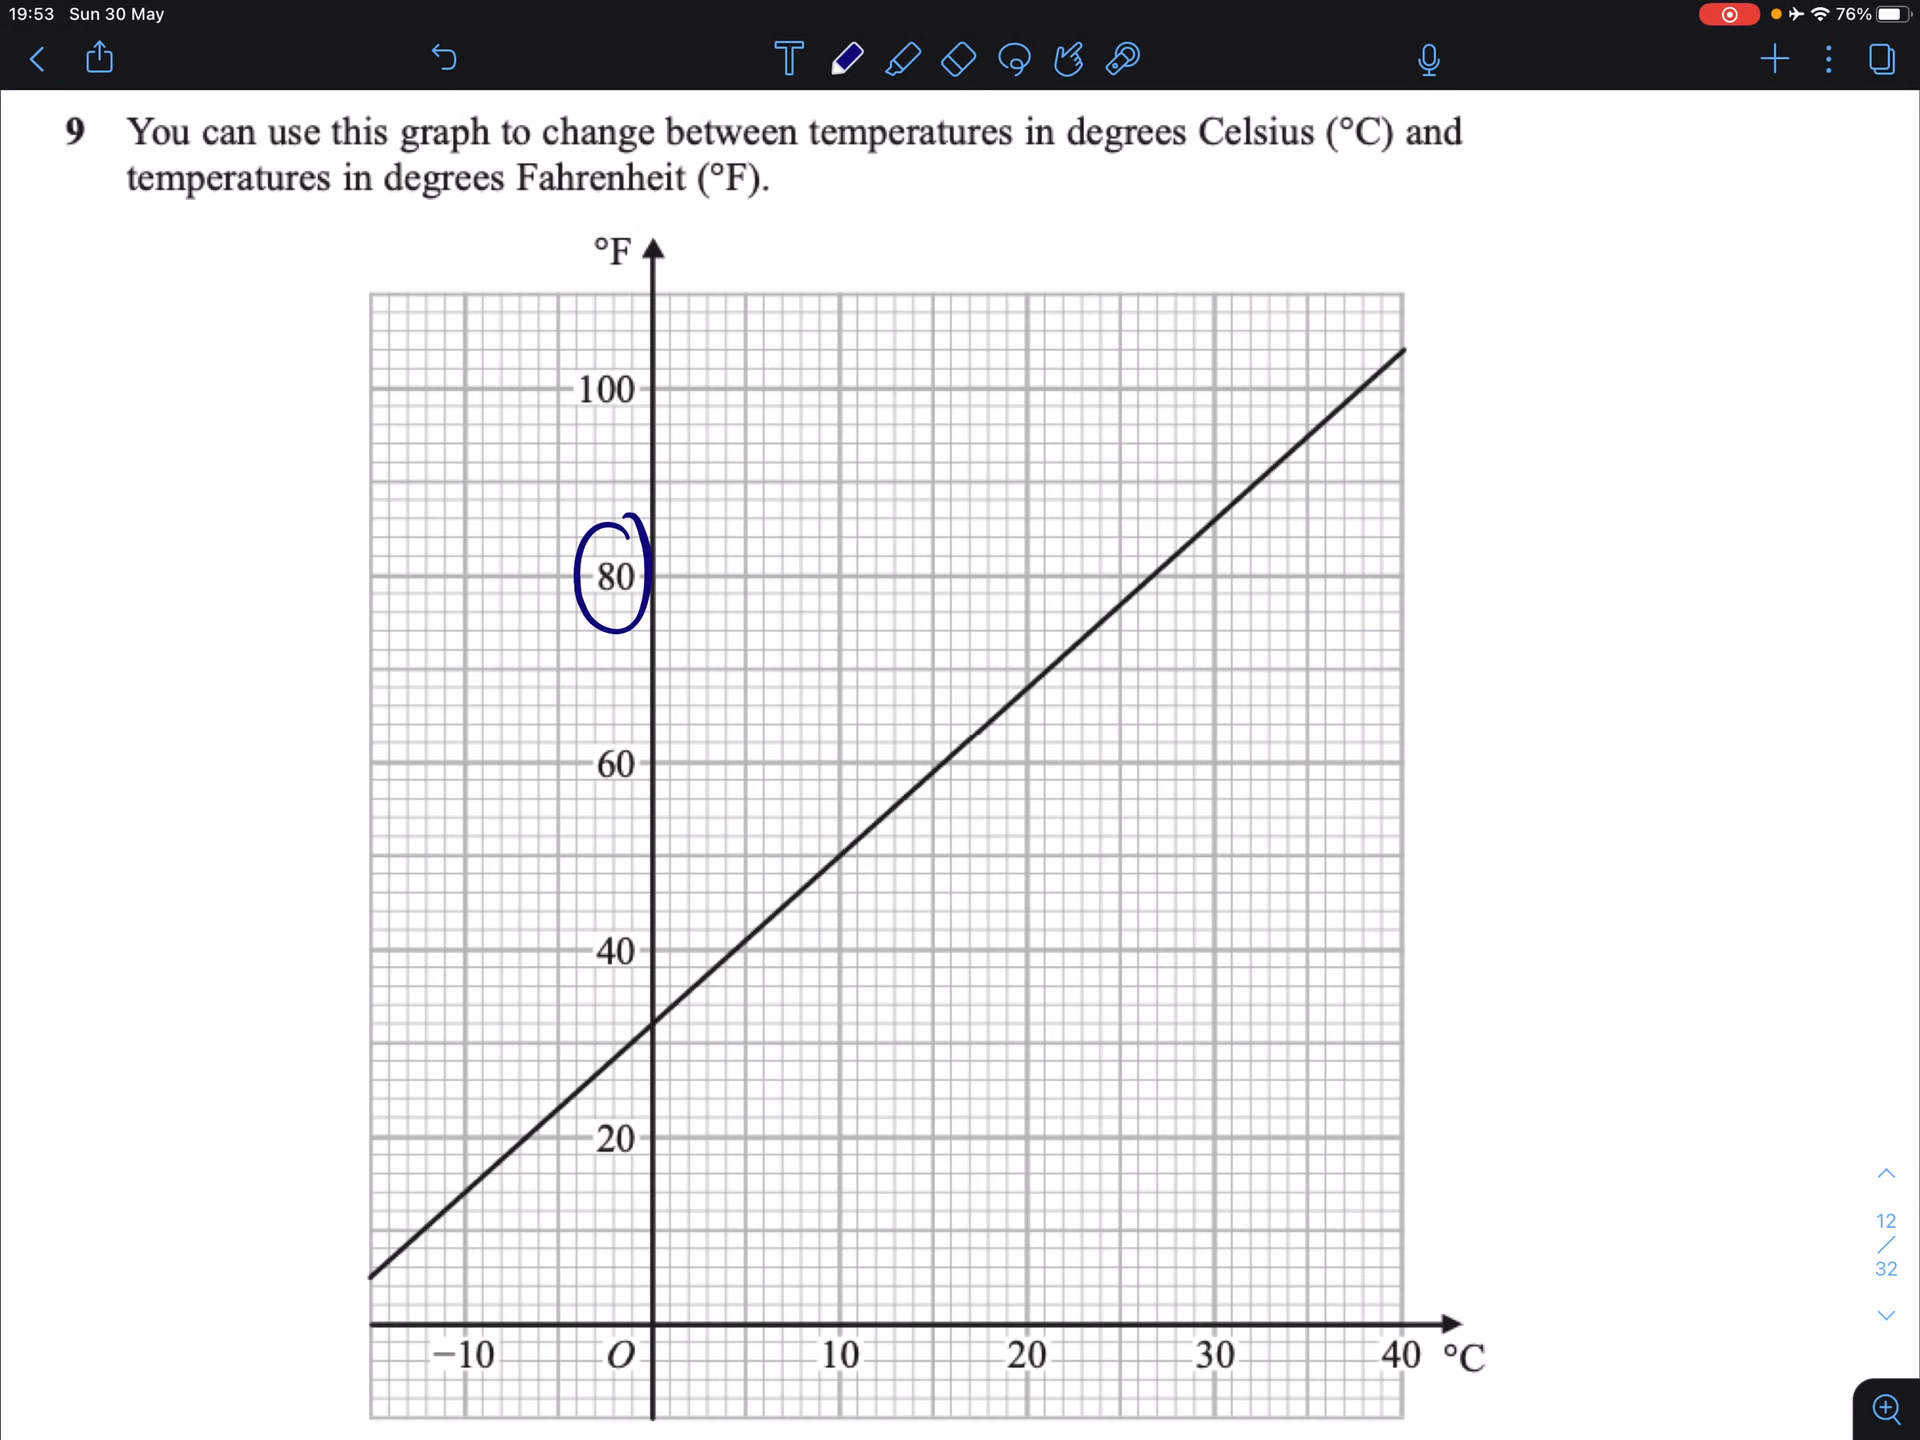 19:53 Sun 30 May
76%
T
9 You can use this graph to change between temperatures in degrees Celsius (°C) and
temperatures in degrees Fahrenheit (°F).
°F
100
80
60
40
20
−10 O 10 20 30 40 °C
12
/
32